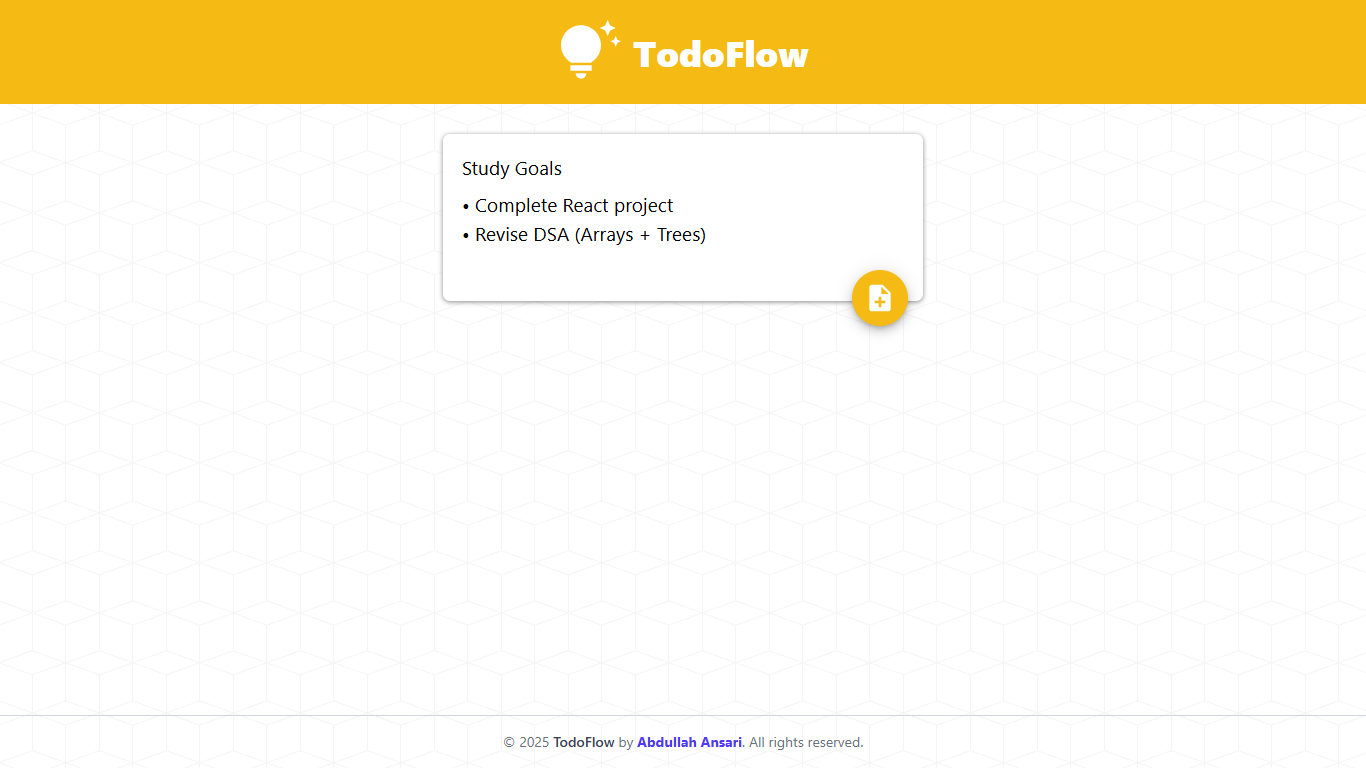 TodoFlow
Study Goals
• Complete React project
• Revise DSA (Arrays + Trees)
© 2025 TodoFlow by Abdullah Ansari. All rights reserved.